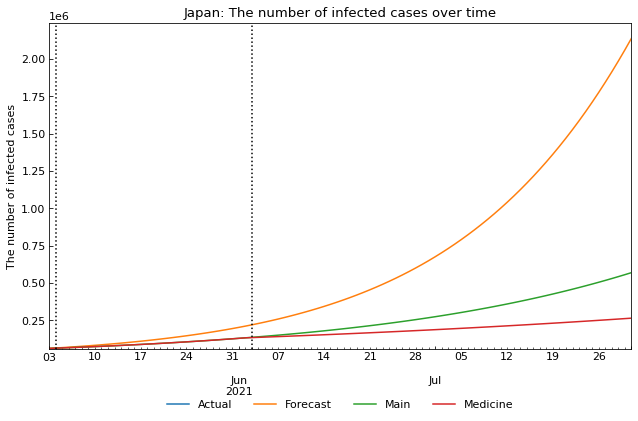 Japan: The number of infected cases over time
1e6
The number of infected cases
2.00
1.75
1.50
1.25
1.00
0.75
0.50
0.25
03 10 17 24 31 07 14 21 28 05 12 19 26
Jun Jul
2021
Actual Forecast Main Medicine